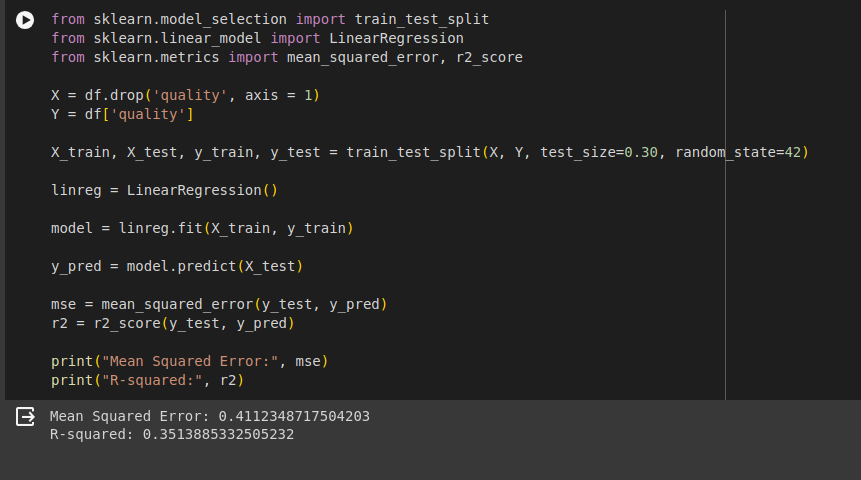 from sklearn.model_selection import train_test_split
from sklearn.linear_model import LinearRegression
from sklearn.metrics import mean_squared_error, r2_score
X = df.drop('quality', axis = 1)
Y = df['quality']
X_train, X_test, y_train, y_test = train_test_split(X, Y, test_size=0.30, random_state=42)
linreg = LinearRegression()
model = linreg.fit(X_train, y_train)
y_pred = model.predict(X_test)
mse = mean_squared_error(y_test, y_pred)
r2 = r2_score(y_test, y_pred)
print("Mean Squared Error:", mse)
print("R-squared:", r2)
Mean Squared Error: 0.4112348717504203
R-squared: 0.3513885332505232